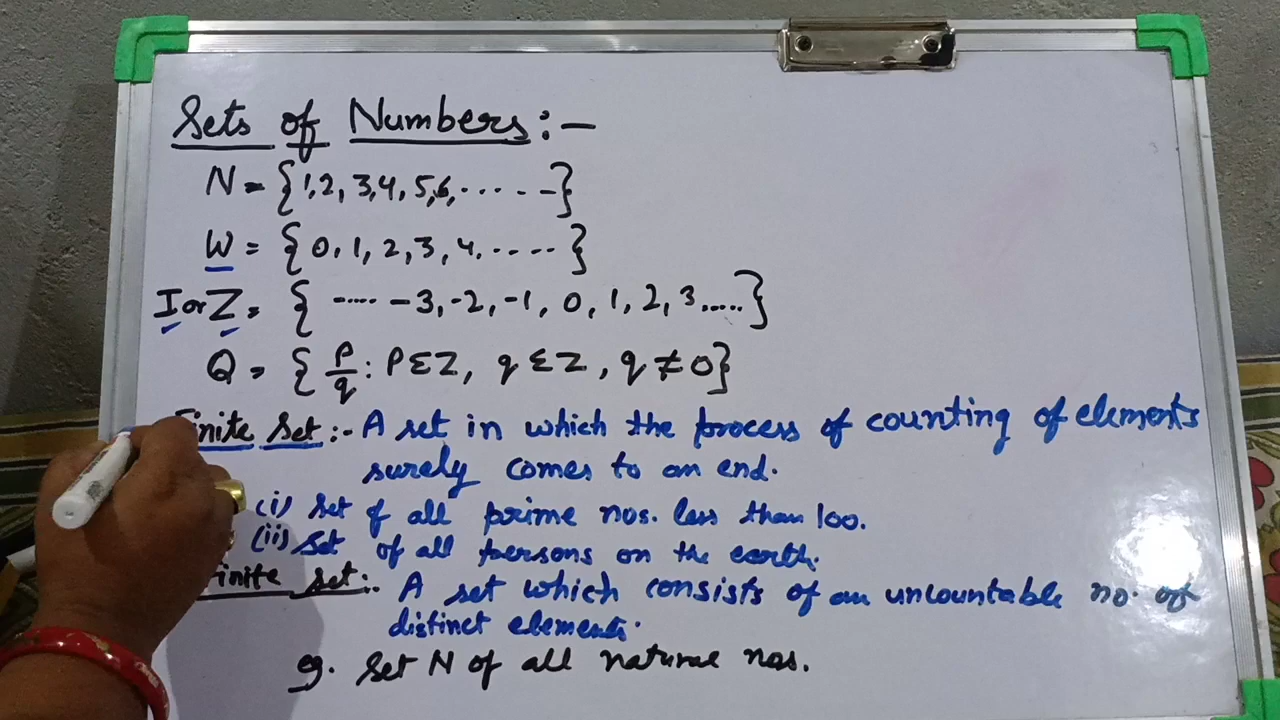 Sets of Numbers :-
N = {1, 2, 3, 4, 5, 6, ..... -}
W = {0, 1, 2, 3, 4, ..... }
I or Z = { ..... -3, -2, -1, 0, 1, 2, 3 ..... }
Q = { p/q : P Σ Z, q Σ Z, q ≠ 0}
Finite Set :- A set in which the process of counting of elements
surely comes to an end.
(i) Set of all prime nos. less than 100.
(ii) Set of all persons on the earth.
finite set :- A set which consists of an uncountable no. of
distinct elements.
eg. Set N of all natural nos.